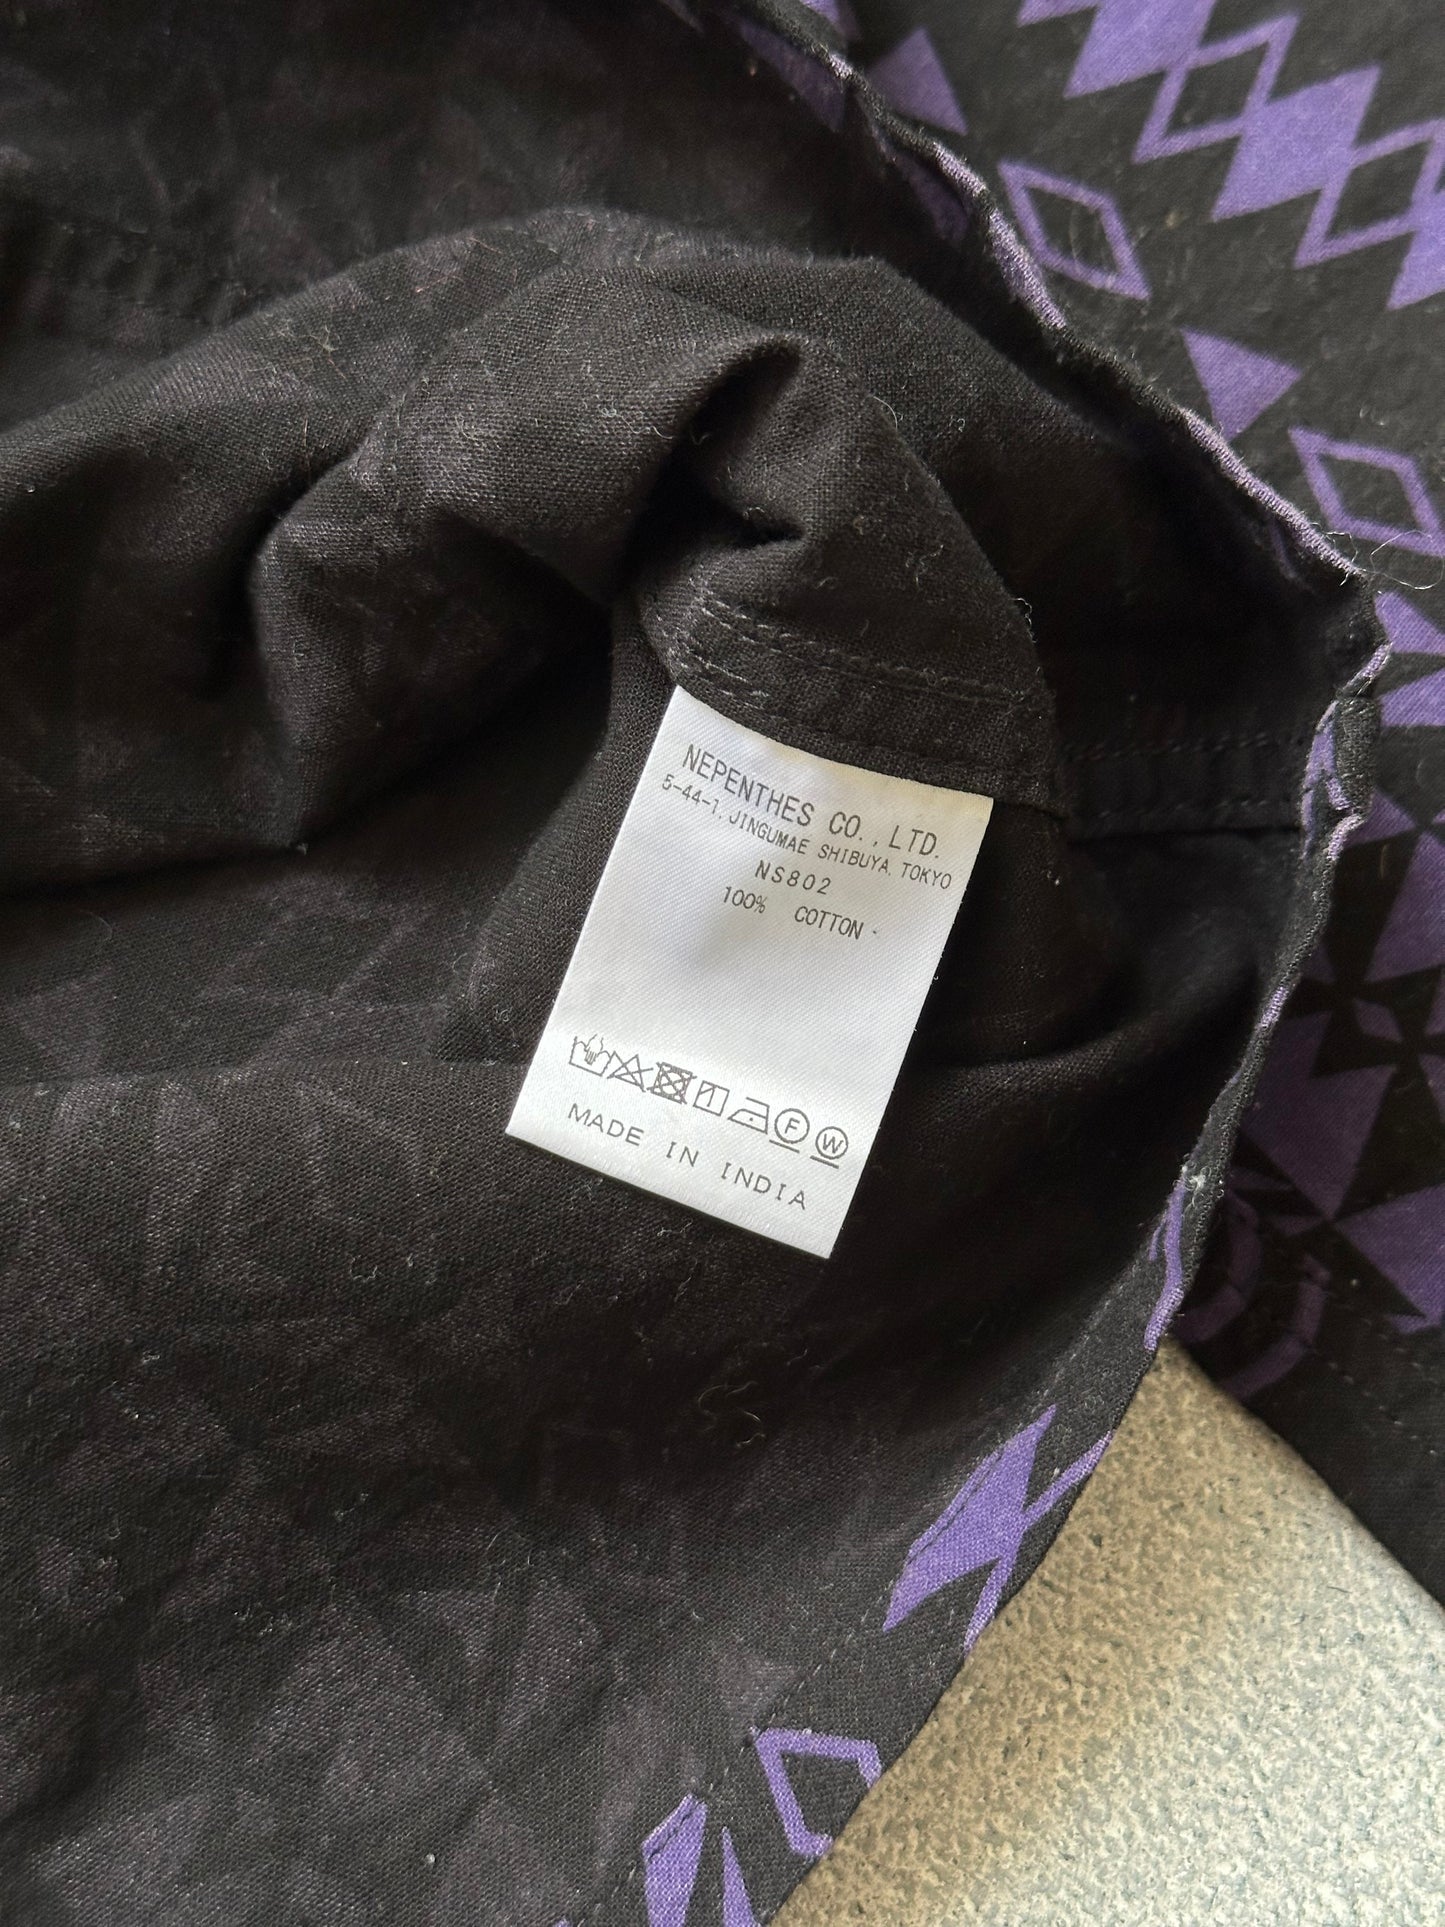 NEPENTHES CO., LTD.
5-44-1, JINGUMAE SHIBUYA, TOKYO
NS802
100% COTTON
F W
MADE IN INDIA